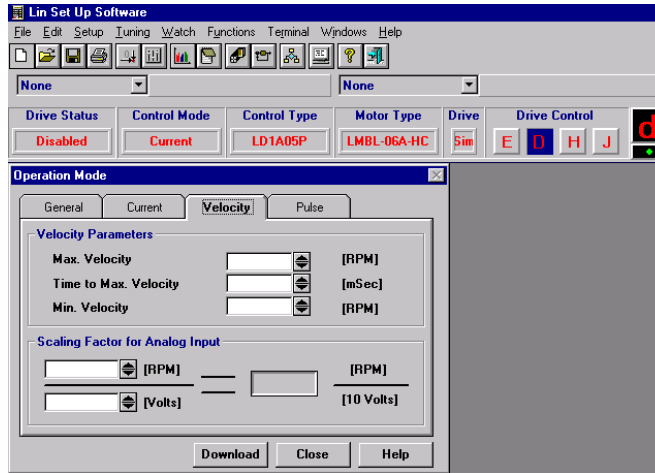 Lin Set Up Software
File Edit Setup Tuning Watch Functions Terminal Windows Help
None None
Drive Status Control Mode Control Type Motor Type Drive Drive Control
Disabled Current LD1A05P LMBL-06A-HC Sim E D H J d
Operation Mode
General Current Velocity Pulse
Velocity Parameters
Max. Velocity [RPM]
Time to Max. Velocity [mSec]
Min. Velocity [RPM]
Scaling Factor for Analog Input
[RPM] [RPM]
[Volts] [10 Volts]
Download Close Help